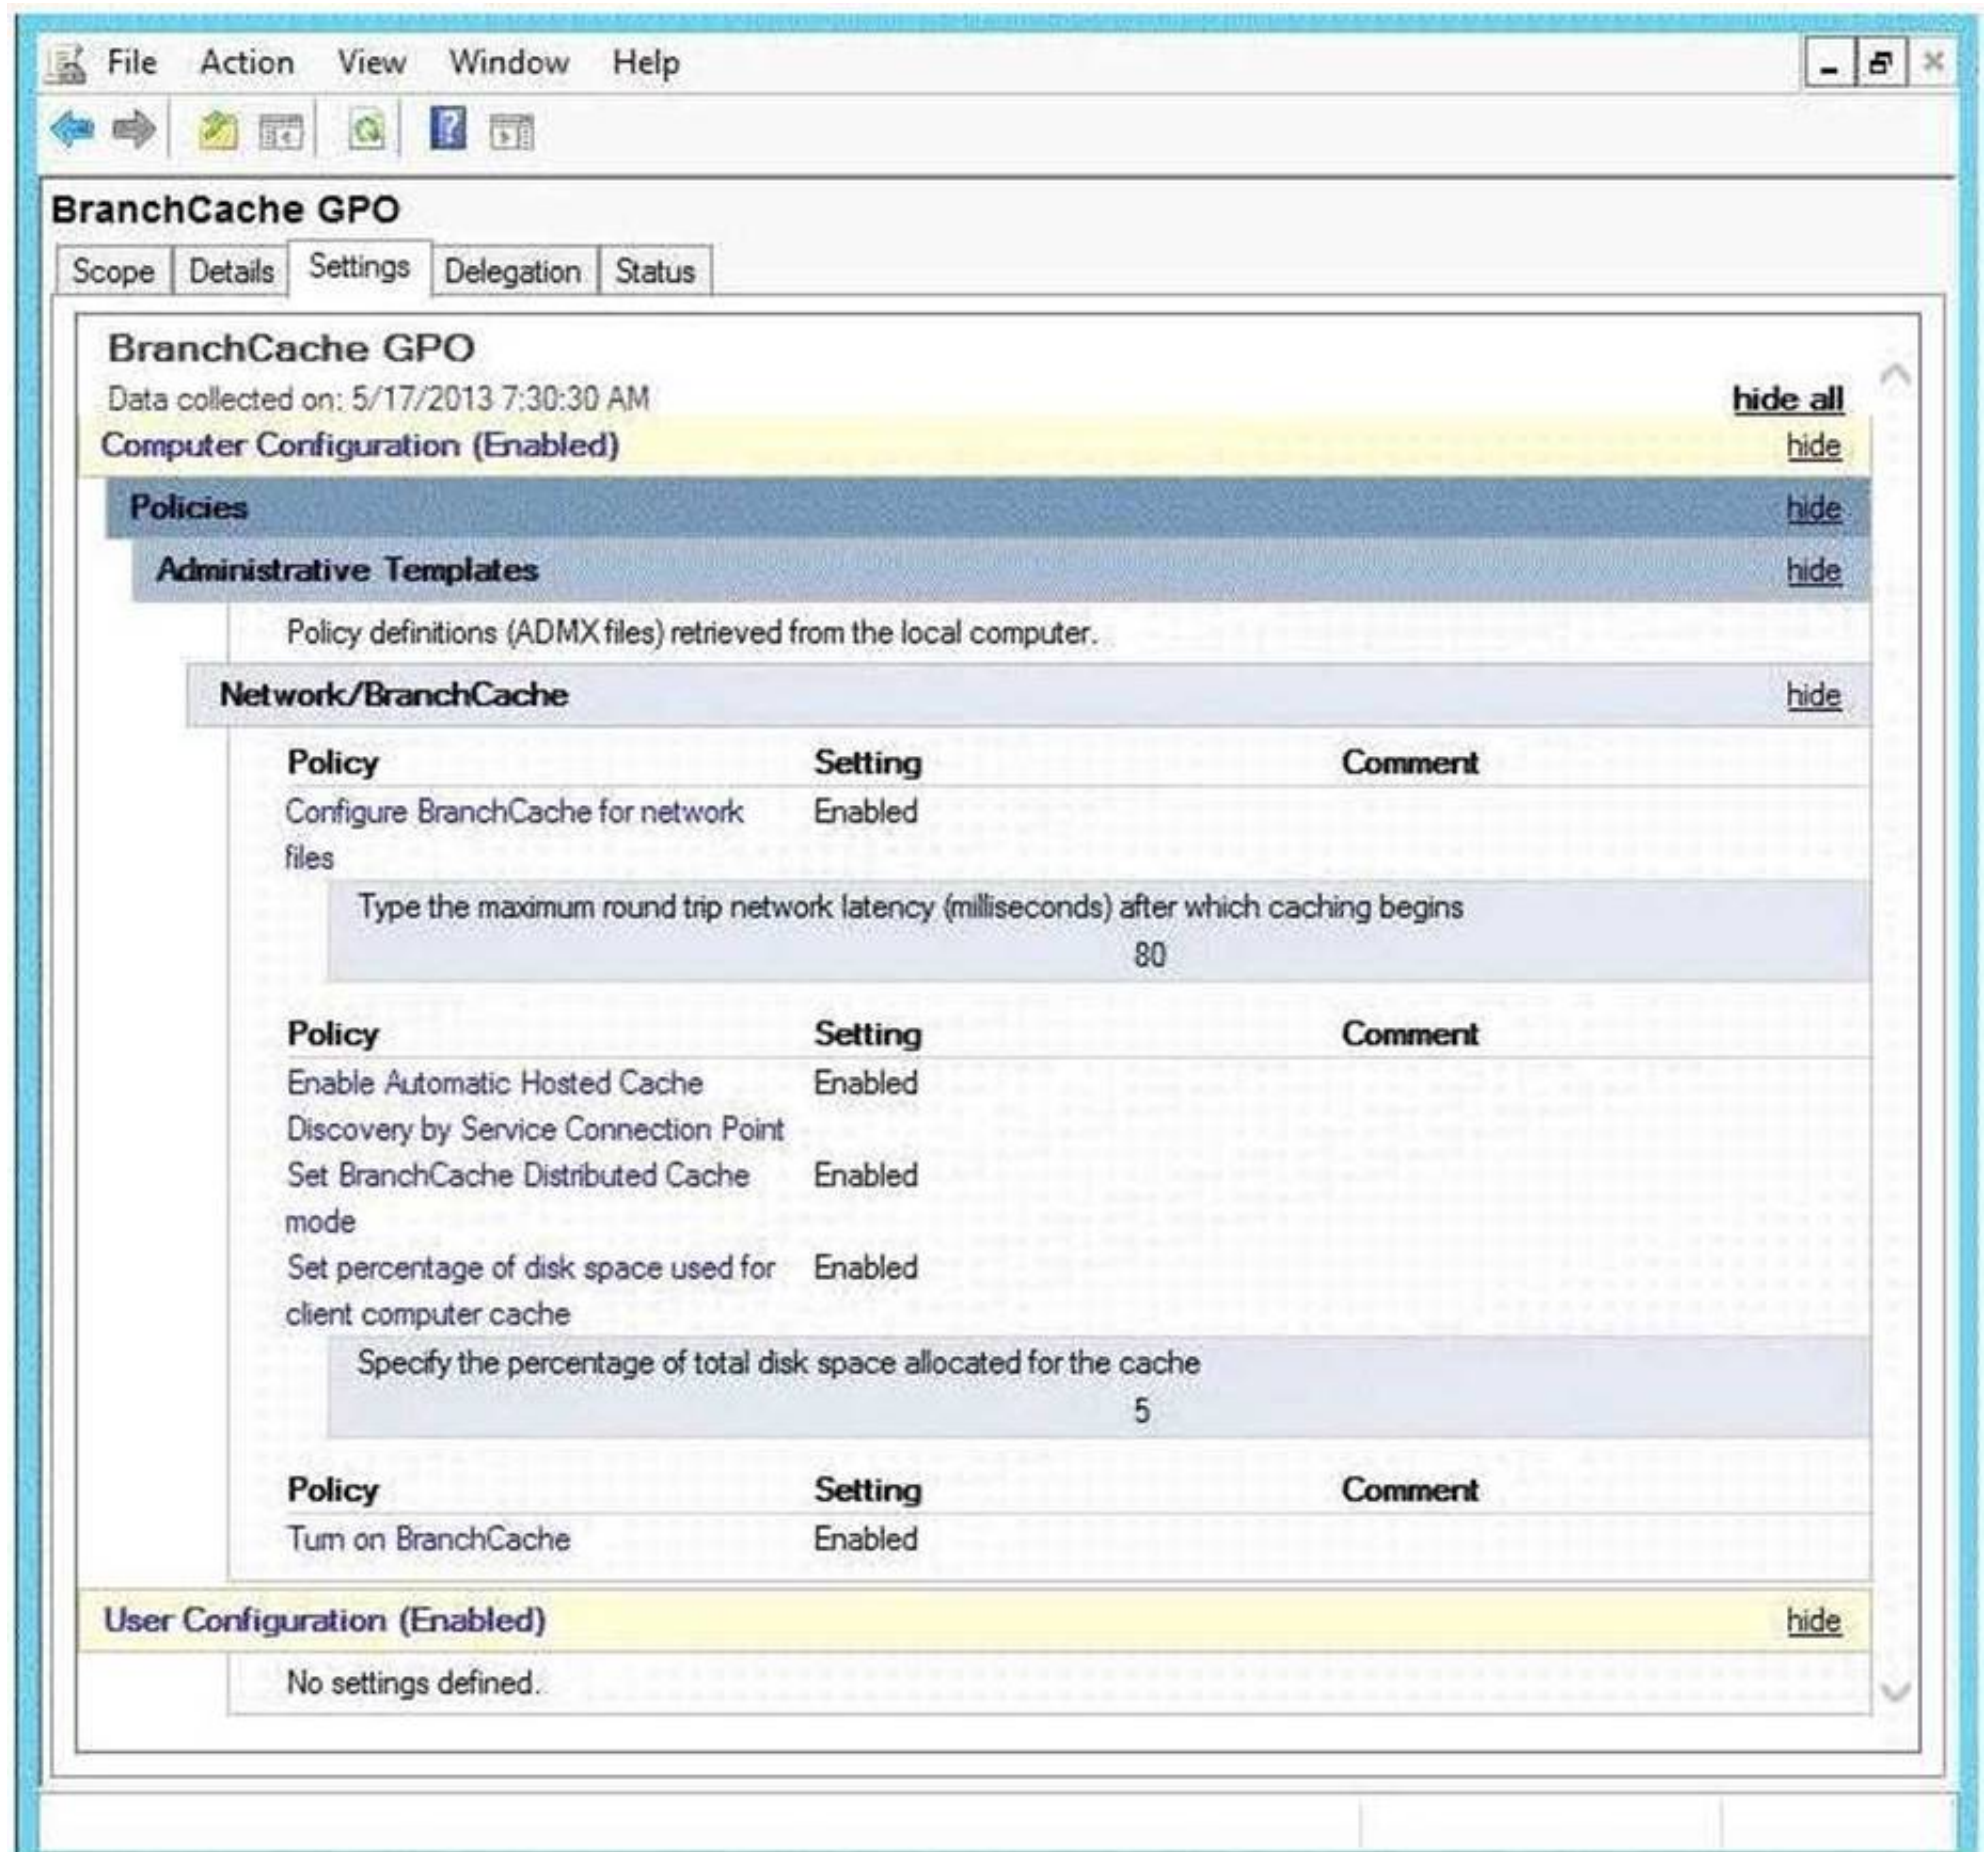 File Action View Window Help
BranchCache GPO
Scope Details Settings Delegation Status
BranchCache GPO
Data collected on: 5/17/2013 7:30:30 AM
hide all
Computer Configuration (Enabled) hide
Policies hide
Administrative Templates hide
Policy definitions (ADMX files) retrieved from the local computer.
Network/BranchCache hide
Policy Setting Comment
Configure BranchCache for network Enabled
files
Type the maximum round trip network latency (milliseconds) after which caching begins
80
Policy Setting Comment
Enable Automatic Hosted Cache Enabled
Discovery by Service Connection Point
Set BranchCache Distributed Cache Enabled
mode
Set percentage of disk space used for Enabled
client computer cache
Specify the percentage of total disk space allocated for the cache
5
Policy Setting Comment
Turn on BranchCache Enabled
User Configuration (Enabled) hide
No settings defined.